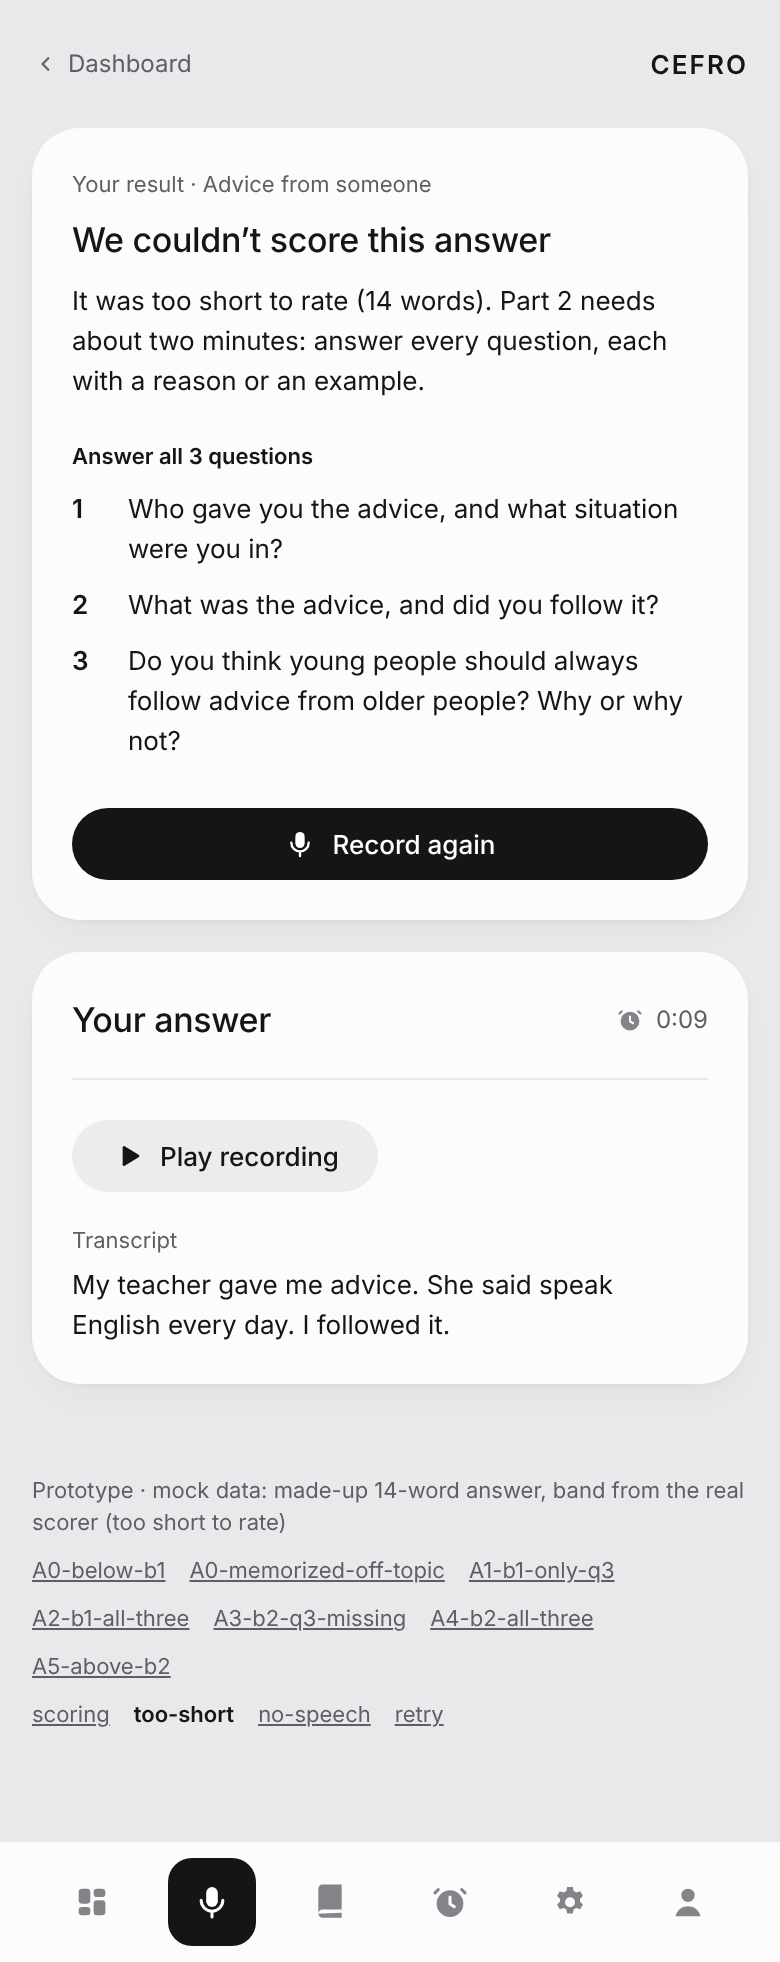 Dashboard
CEFRO
Your result · Advice from someone
We couldn’t score this answer
It was too short to rate (14 words). Part 2 needs
about two minutes: answer every question, each
with a reason or an example.
Answer all 3 questions
1 Who gave you the advice, and what situation
were you in?
2 What was the advice, and did you follow it?
3 Do you think young people should always
follow advice from older people? Why or why
not?
Record again
Your answer
0:09
Play recording
Transcript
My teacher gave me advice. She said speak
English every day. I followed it.
Prototype · mock data: made-up 14-word answer, band from the real
scorer (too short to rate)
A0-below-b1 A0-memorized-off-topic A1-b1-only-q3
A2-b1-all-three A3-b2-q3-missing A4-b2-all-three
A5-above-b2
scoring too-short no-speech retry